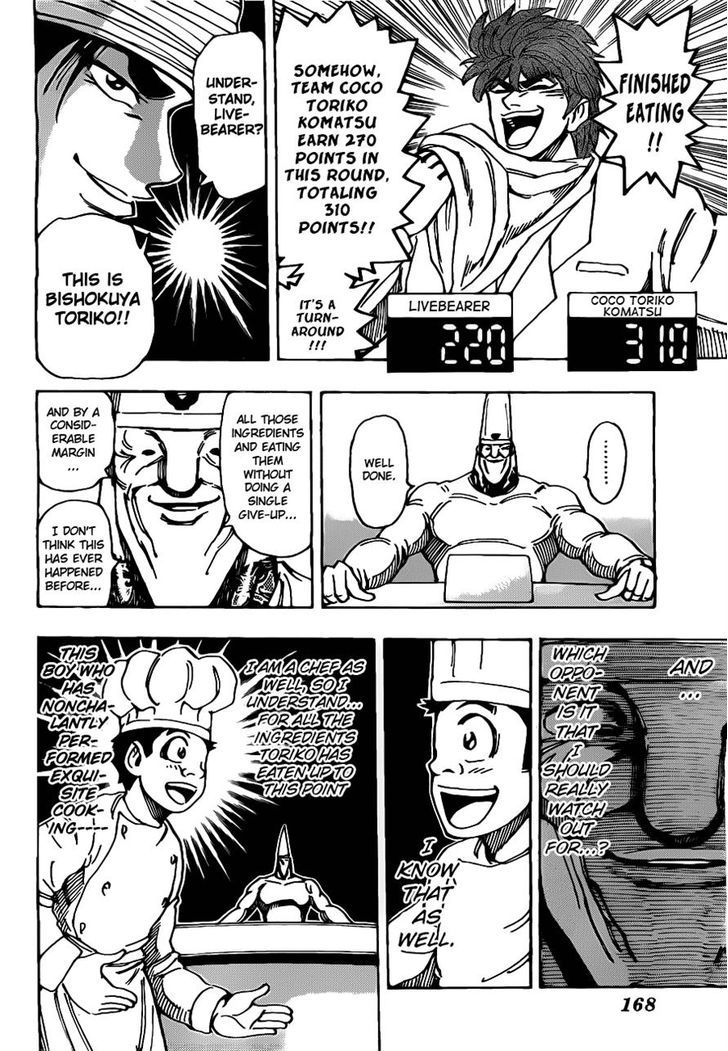 FINISHED
EATING
!!
SOMEHOW,
TEAM COCO
TORIKO
KOMATSU
EARN 270
POINTS IN
THIS ROUND,
TOTALING
310
POINTS!!
IT'S A
TURN-
AROUND
!!!
LIVEBEARER
220
COCO TORIKO
KOMATSU
310
UNDER-
STAND,
LIVE-
BEARER?
THIS IS
BISHOKUYA
TORIKO!!
.........
WELL
DONE.
ALL THOSE
INGREDIENTS
AND EATING
THEM
WITHOUT
DOING A
SINGLE
GIVE-UP...
AND BY A
CONSID-
ERABLE
MARGIN
...
I DON'T
THINK THIS
HAS EVER
HAPPENED
BEFORE...
AND
...
WHICH
OPPO-
NENT
IS IT
THAT
I
SHOULD
REALLY
WATCH
OUT
FOR...?
I
KNOW
THAT
AS
WELL.
I AM A CHEF AS
WELL, SO I
UNDERSTAND...
FOR ALL THE
INGREDIENTS
TORIKO HAS
EATEN UP TO
THIS POINT
THIS
BOY WHO
HAS
NONCHA-
LANTLY
PER-
FORMED
EXQUI-
SITE
COOK-
ING----
168